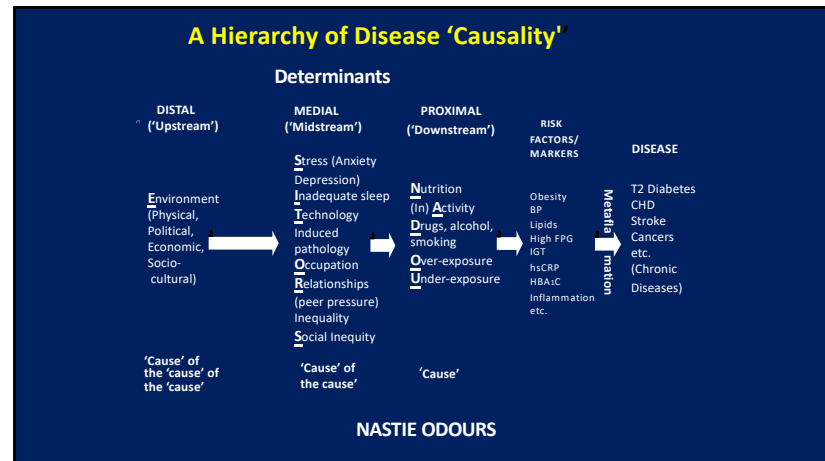 A Hierarchy of Disease ‘Causality'’
Determinants
DISTAL
(‘Upstream’)
Environment
(Physical,
Political,
Economic,
Socio-
cultural)
‘Cause’ of
the ‘cause’ of
the ‘cause’
MEDIAL
(‘Midstream’)
Stress (Anxiety
Depression)
Inadequate sleep
Technology
Induced
pathology
Occupation
Relationships
(peer pressure)
Inequality
Social Inequity
‘Cause’ of
the cause’
PROXIMAL
(‘Downstream’)
Nutrition
(In) Activity
Drugs, alcohol,
smoking
Over-exposure
Under-exposure
‘Cause’
RISK
FACTORS/
MARKERS
Obesity
BP
Lipids
High FPG
IGT
hsCRP
HBA1C
Inflammation
etc.
Metafla mation
DISEASE
T2 Diabetes
CHD
Stroke
Cancers
etc.
(Chronic
Diseases)
NASTIE ODOURS